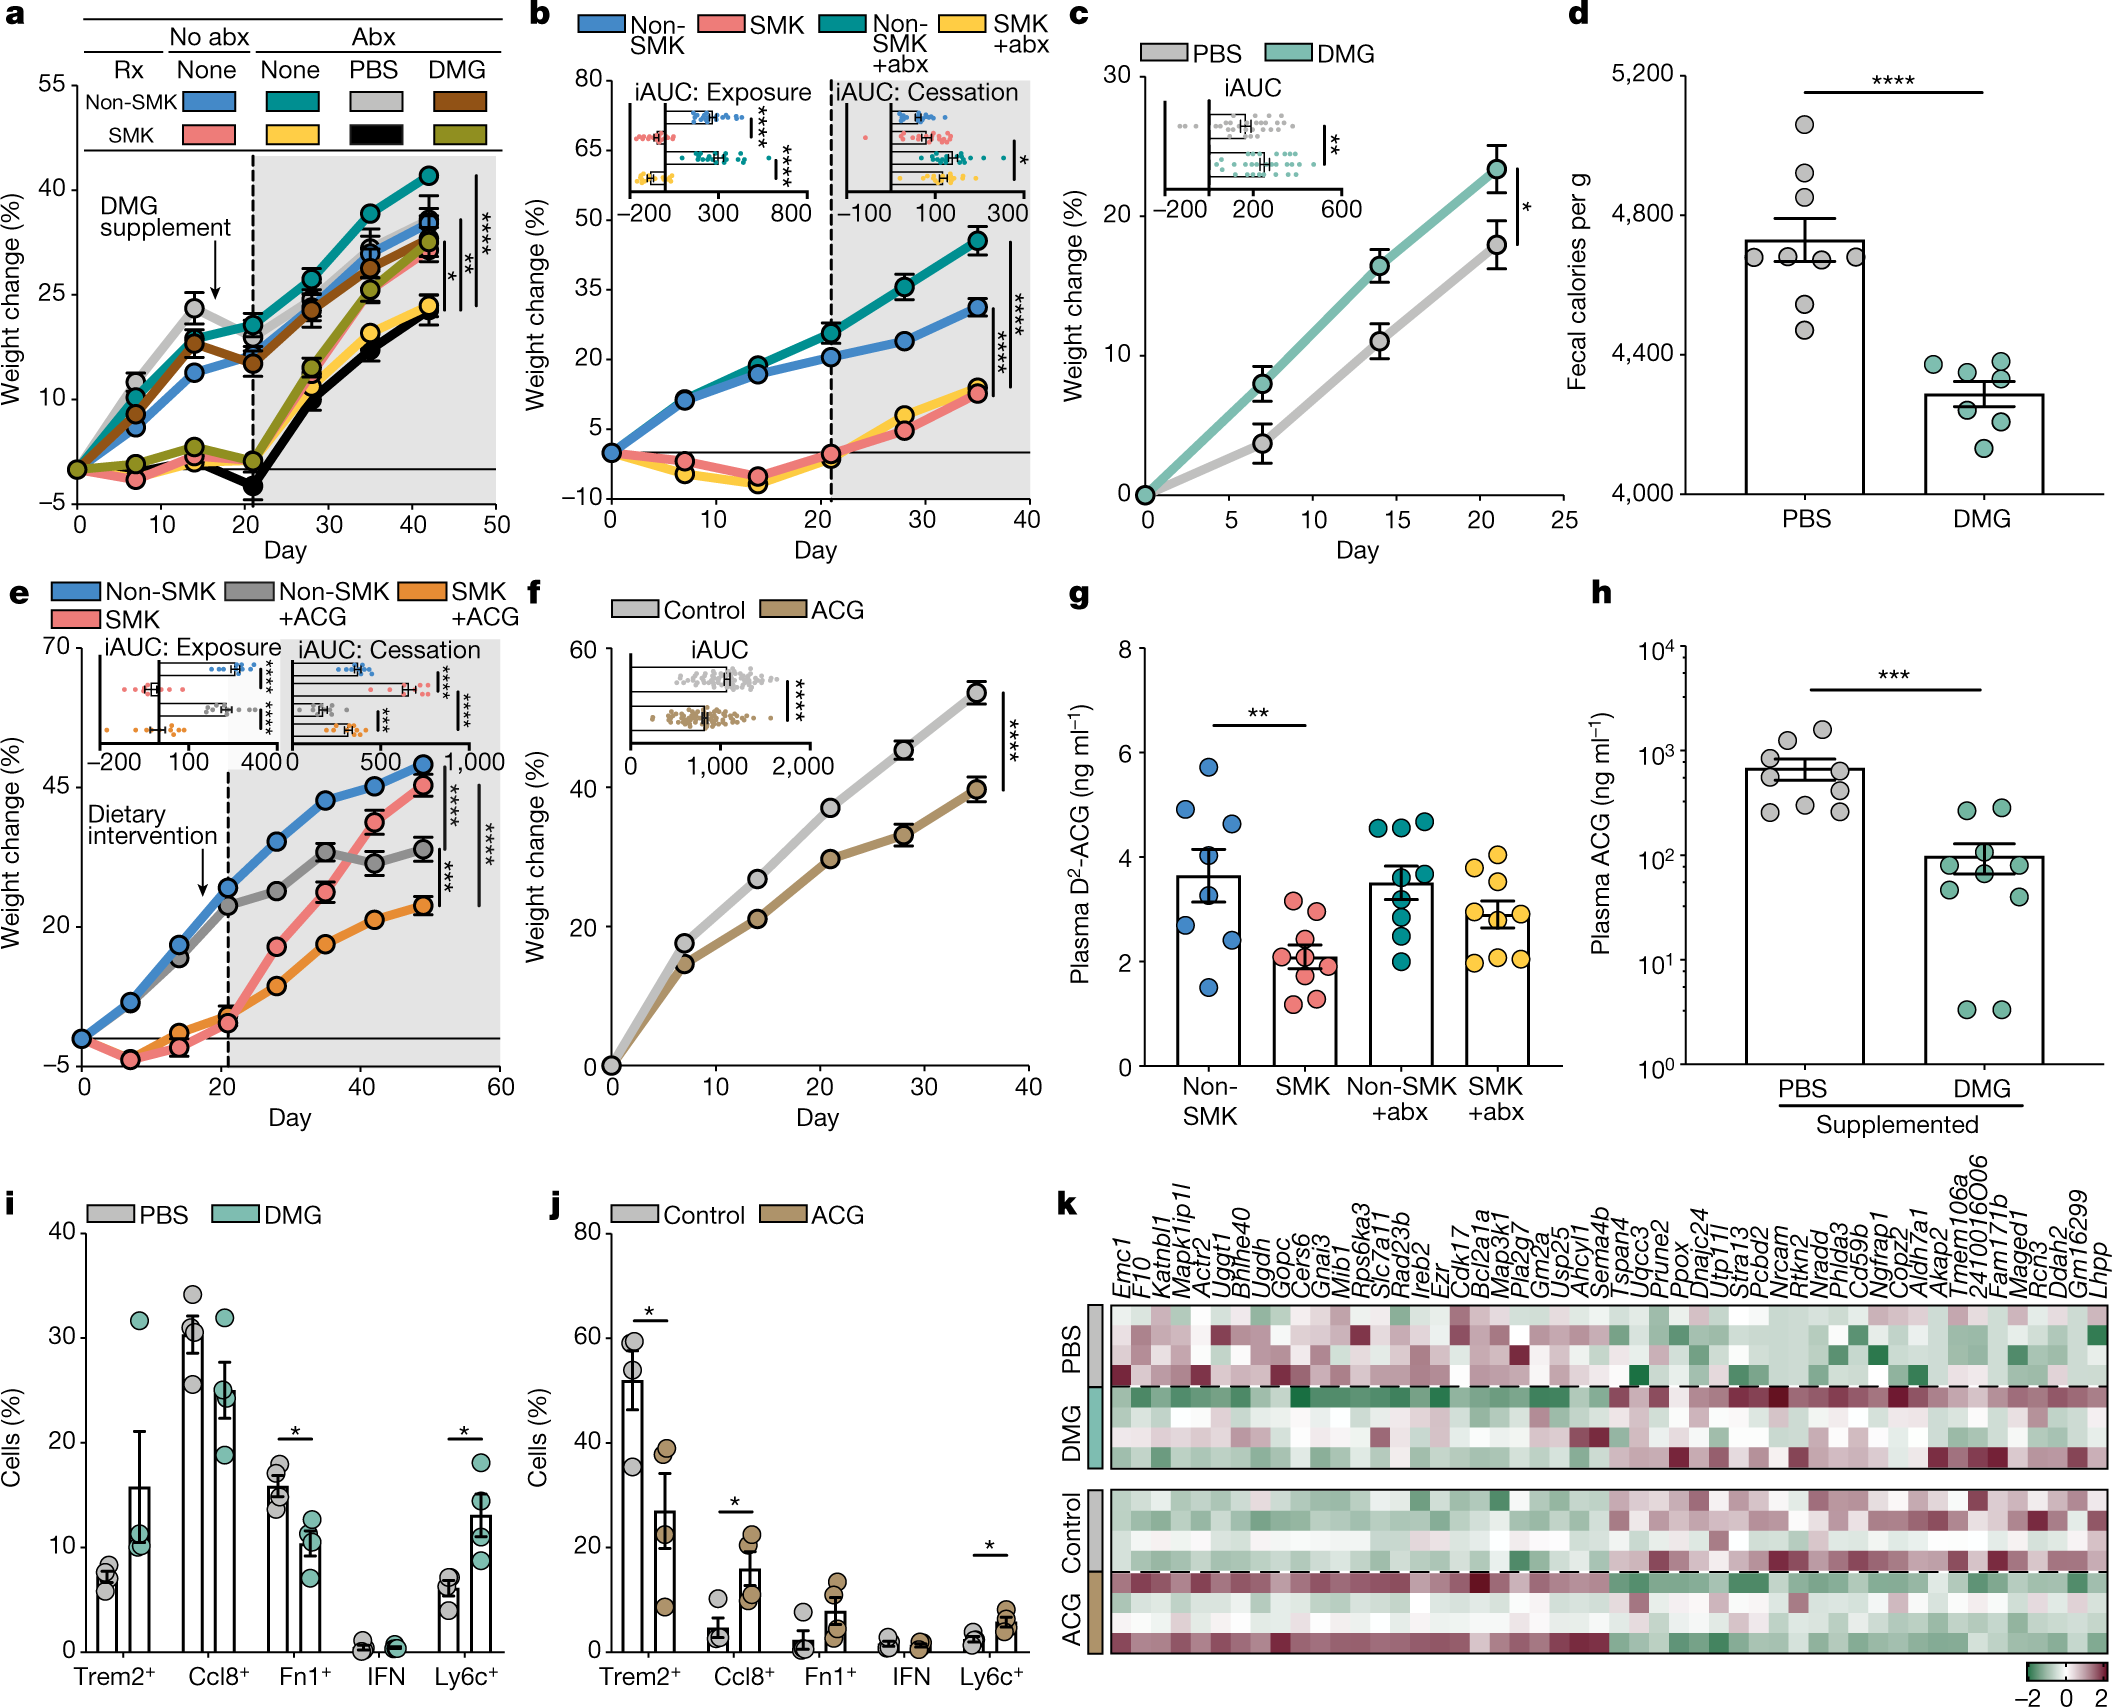 a
No abx
Abx
Rx
None
None
PBS
DMG
Non-SMK
SMK
DMG
supplement
Weight change (%)
55
40
25
10
−5
0
10
20
30
40
50
Day
*
**
****
b
Non-
SMK
SMK
Non-
SMK
+abx
SMK
+abx
iAUC: Exposure
iAUC: Cessation
****
****
*
−200
300
800
−100
100
300
Weight change (%)
80
65
50
35
20
5
−10
0
10
20
30
40
Day
****
****
c
PBS
DMG
iAUC
**
−200
200
600
Weight change (%)
30
20
10
0
0
5
10
15
20
25
Day
*
d
Fecal calories per g
5,200
4,800
4,400
4,000
****
PBS
DMG
e
Non-SMK
Non-SMK
+ACG
SMK
+ACG
SMK
iAUC: Exposure
iAUC: Cessation
****
****
****
***
****
−200
100
400
0
500
1,000
Dietary
intervention
Weight change (%)
70
45
20
−5
0
20
40
60
Day
****
***
****
f
Control
ACG
iAUC
****
0
1,000
2,000
Weight change (%)
60
40
20
0
0
10
20
30
40
Day
****
g
Plasma D²-ACG (ng ml⁻¹)
8
6
4
2
0
**
Non-
SMK
SMK
Non-SMK
+abx
SMK
+abx
h
Plasma ACG (ng ml⁻¹)
10⁴
10³
10²
10¹
10⁰
***
PBS
DMG
Supplemented
i
PBS
DMG
Cells (%)
40
30
20
10
0
*
*
Trem2⁺
Ccl8⁺
Fn1⁺
IFN
Ly6c⁺
j
Control
ACG
Cells (%)
80
60
40
20
0
*
*
*
Trem2⁺
Ccl8⁺
Fn1⁺
IFN
Ly6c⁺
k
Emc1
F10
Katnbl1
Mapk1ip1l
Actr2
Uggt1
Bhlhe40
Ugdh
Gopc
Cers6
Gnai3
Mib1
Rps6ka3
Slc7a11
Rad23b
Ireb2
Ezr
Cdk17
Bcl2a1a
Map3k1
Pla2g7
Gm2a
Usp25
Ahcyl1
Sema4b
Tspan4
Uqcc3
Prune2
Ppox
Dnajc24
Utp11l
Stra13
Pcbd2
Nrcam
Rtkn2
Nradd
Phlda3
Cd59b
Ngfrap1
Copz2
Aldh7a1
Akap2
Tmem106a
2410016O06
Fam171b
Maged1
Rcn3
Ddah2
Gm16299
Lhpp
PBS
DMG
Control
ACG
−2
0
2